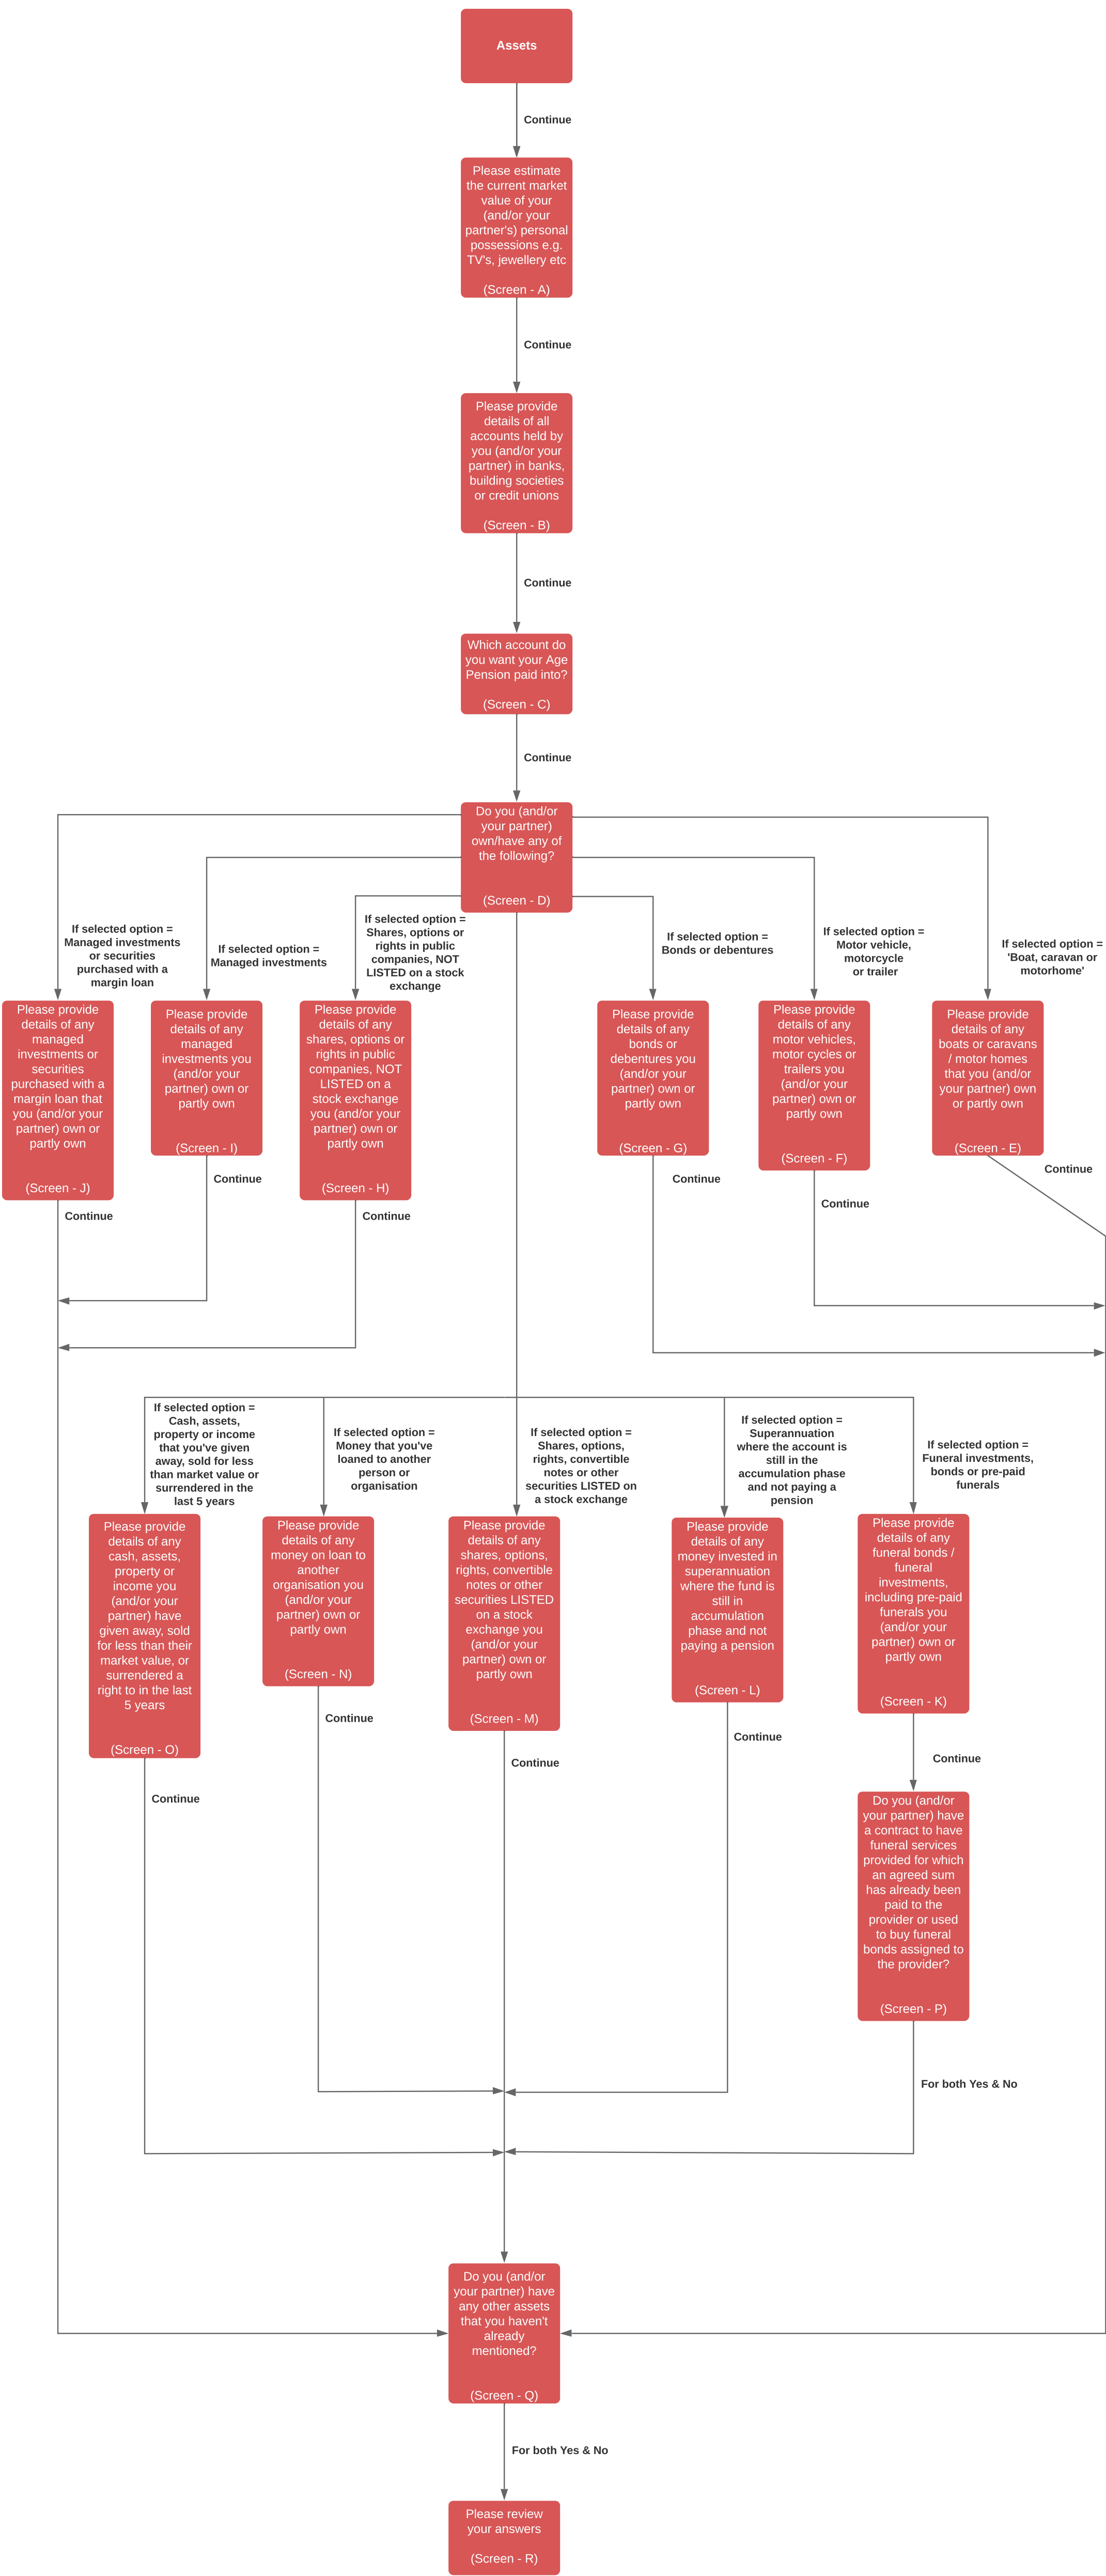 Assets
Continue
Please estimate
the current market
value of your
(and/or your
partner's) personal
possessions e.g.
TV's, jewellery etc
(Screen - A)
Continue
Please provide
details of all
accounts held by
you (and/or your
partner) in banks,
building societies
or credit unions
(Screen - B)
Continue
Which account do
you want your Age
Pension paid into?
(Screen - C)
Continue
Do you (and/or
your partner)
own/have any of
the following?
(Screen - D)
If selected option =
Managed investments
or securities
purchased with a
margin loan
If selected option =
Managed investments
If selected option =
Shares, options or
rights in public
companies, NOT
LISTED on a stock
exchange
If selected option =
Bonds and debentures
If selected option =
Motor vehicle,
motorcycle
or trailer
If selected option =
'Boat, caravan or
motorhome'
Please provide
details of any
managed
investments or
securities
purchased with a
margin loan that
you (and/or your
partner) own or
partly own
(Screen - J)
Continue
Please provide
details of any
managed
investments you
(and/or your
partner) own or
partly own
(Screen - I)
Continue
Please provide
details of any
shares, options or
rights in public
companies, NOT
LISTED on a
stock exchange
you (and/or your
partner) own or
partly own
(Screen - H)
Continue
Please provide
details of any
bonds or
debentures you
(and/or your
partner) own or
partly own
(Screen - G)
Continue
Please provide
details of any
motor vehicles,
motor cycles or
trailers you
(and/or your
partner) own or
partly own
(Screen - F)
Continue
Please provide
details of any
boats or caravans
/ motor homes
that you (and/or
your partner) own
or partly own
(Screen - E)
Continue
If selected option =
Cash, assets,
property or income
that you've given
away, sold for less
than market value or
surrendered in the
last 5 years
If selected option =
Money that you've
loaned to another
person or
organisation
If selected option =
Shares, options,
rights, convertible
notes or other
securities LISTED on
a stock exchange
If selected option =
Superannuation
where the account is
still in the
accumulation phase
and not paying a
pension
If selected option =
Funeral investments,
bonds or pre-paid
funerals
Please provide
details of any
cash, assets,
property or
income you
(and/or your
partner) have
given away, sold
for less than their
market value, or
surrendered a
right to in the last
5 years
(Screen - O)
Continue
Please provide
details of any
money on loan to
another
organisation you
(and/or your
partner) own or
partly own
(Screen - N)
Continue
Please provide
details of any
shares, options,
rights, convertible
notes or other
securities LISTED
on a stock
exchange you
(and/or your
partner) own or
partly own
(Screen - M)
Continue
Please provide
details of any
money invested in
superannuation
where the fund is
still in
accumulation
phase and not
paying a pension
(Screen - L)
Continue
Please provide
details of any
funeral bonds /
funeral
investments,
including pre-paid
funerals you
(and/or your
partner) own or
partly own
(Screen - K)
Continue
Do you (and/or
your partner) have
a contract to have
funeral services
provided for which
an agreed sum
has already been
paid to the
provider or used
to buy funeral
bonds assigned to
the provider?
(Screen - P)
For both Yes & No
Do you (and/or
your partner) have
any other assets
that you haven't
already
mentioned?
(Screen - Q)
For both Yes & No
Please review
your answers
(Screen - R)